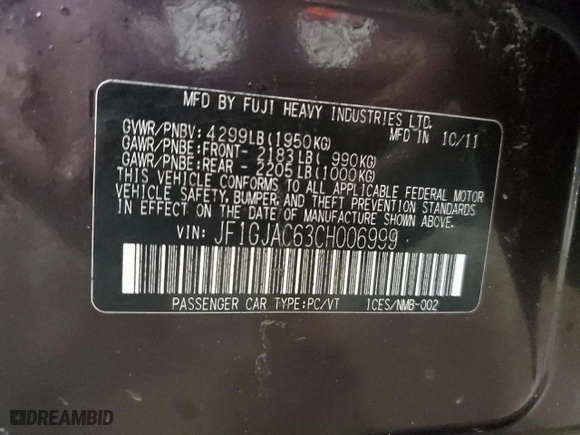 MFD BY FUJI HEAVY INDUSTRIES LTD.
GVWR/PNBV: 4299LB(1950KG) MFD IN 10/11
GAWR/PNBE:FRONT- 2183LB( 990KG)
GAWR/PNBE:REAR - 2205LB(1000KG)
THIS VEHICLE CONFORMS TO ALL APPLICABLE FEDERAL MOTOR
VEHICLE SAFETY, BUMPER, AND THEFT PREVENTION STANDARDS
IN EFFECT ON THE DATE OF MANUFACTURE SHOWN ABOVE.
VIN: JF1GJAC63CH006999
PASSENGER CAR TYPE:PC/VT ICES/NMB-002
DREAMBID